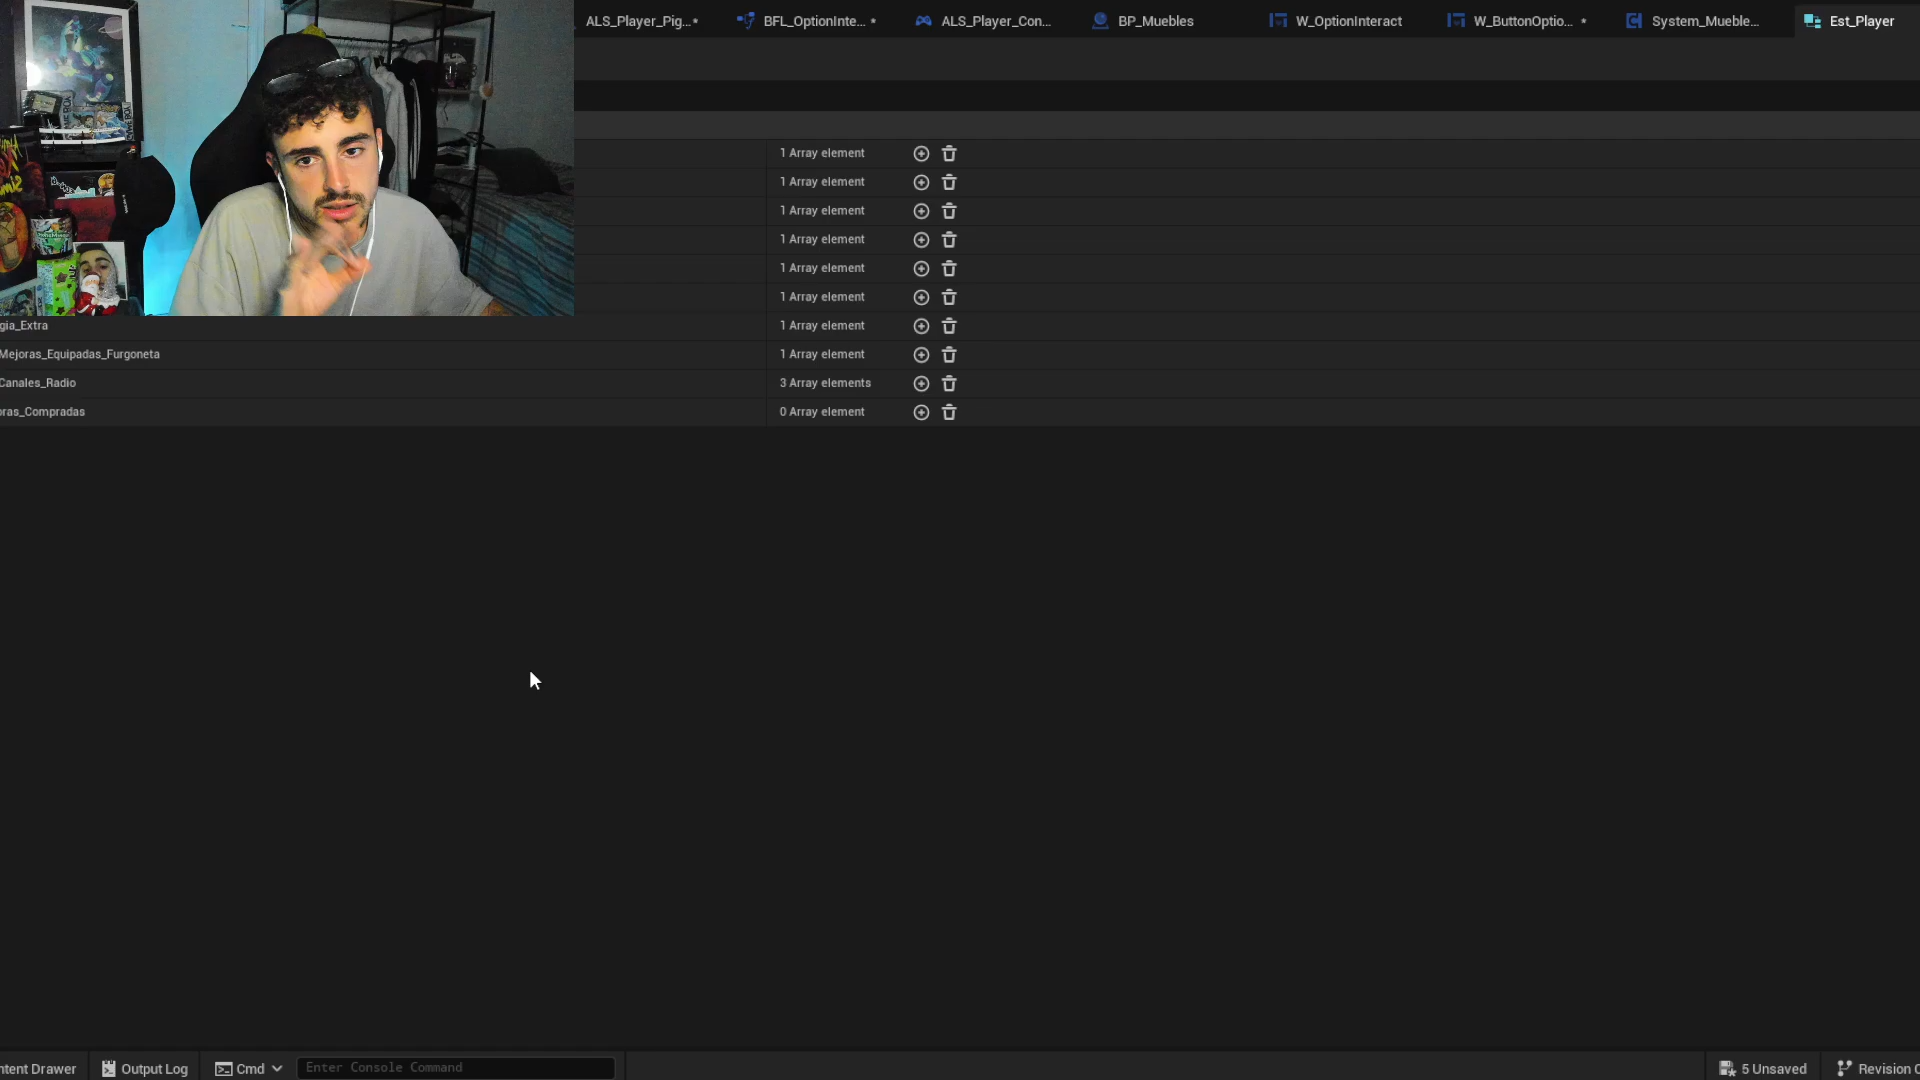 ALS_Player_Pig...*
BFL_OptionInte... *
ALS_Player_Con...
BP_Muebles
W_OptionInteract
W_ButtonOptio... *
System_Mueble...
Est_Player
1 Array element
1 Array element
1 Array element
1 Array element
1 Array element
1 Array element
gia_Extra 1 Array element
Mejoras_Equipadas_Furgoneta 1 Array element
Canales_Radio 3 Array elements
oras_Compradas 0 Array element
ntent Drawer
Output Log
Cmd
Enter Console Command
5 Unsaved
Revision C